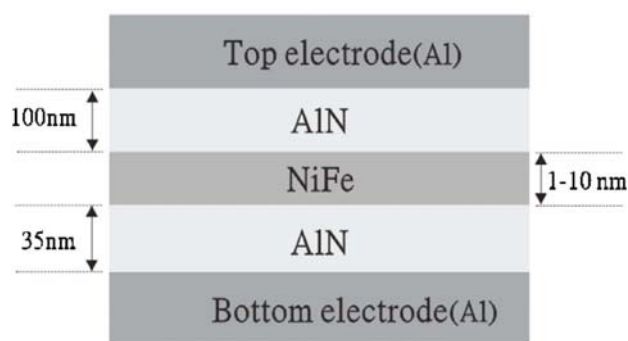 Top electrode(Al)
100nm
AlN
NiFe
1-10 nm
35nm
AlN
Bottom electrode(Al)